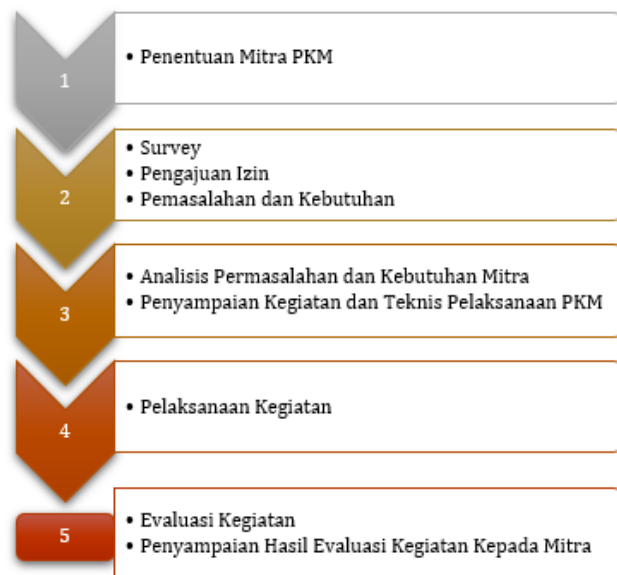 1
• Penentuan Mitra PKM
2
• Survey
• Pengajuan Izin
• Pemasalahan dan Kebutuhan
3
• Analisis Permasalahan dan Kebutuhan Mitra
• Penyampaian Kegiatan dan Teknis Pelaksanaan PKM
4
• Pelaksanaan Kegiatan
5
• Evaluasi Kegiatan
• Penyampaian Hasil Evaluasi Kegiatan Kepada Mitra